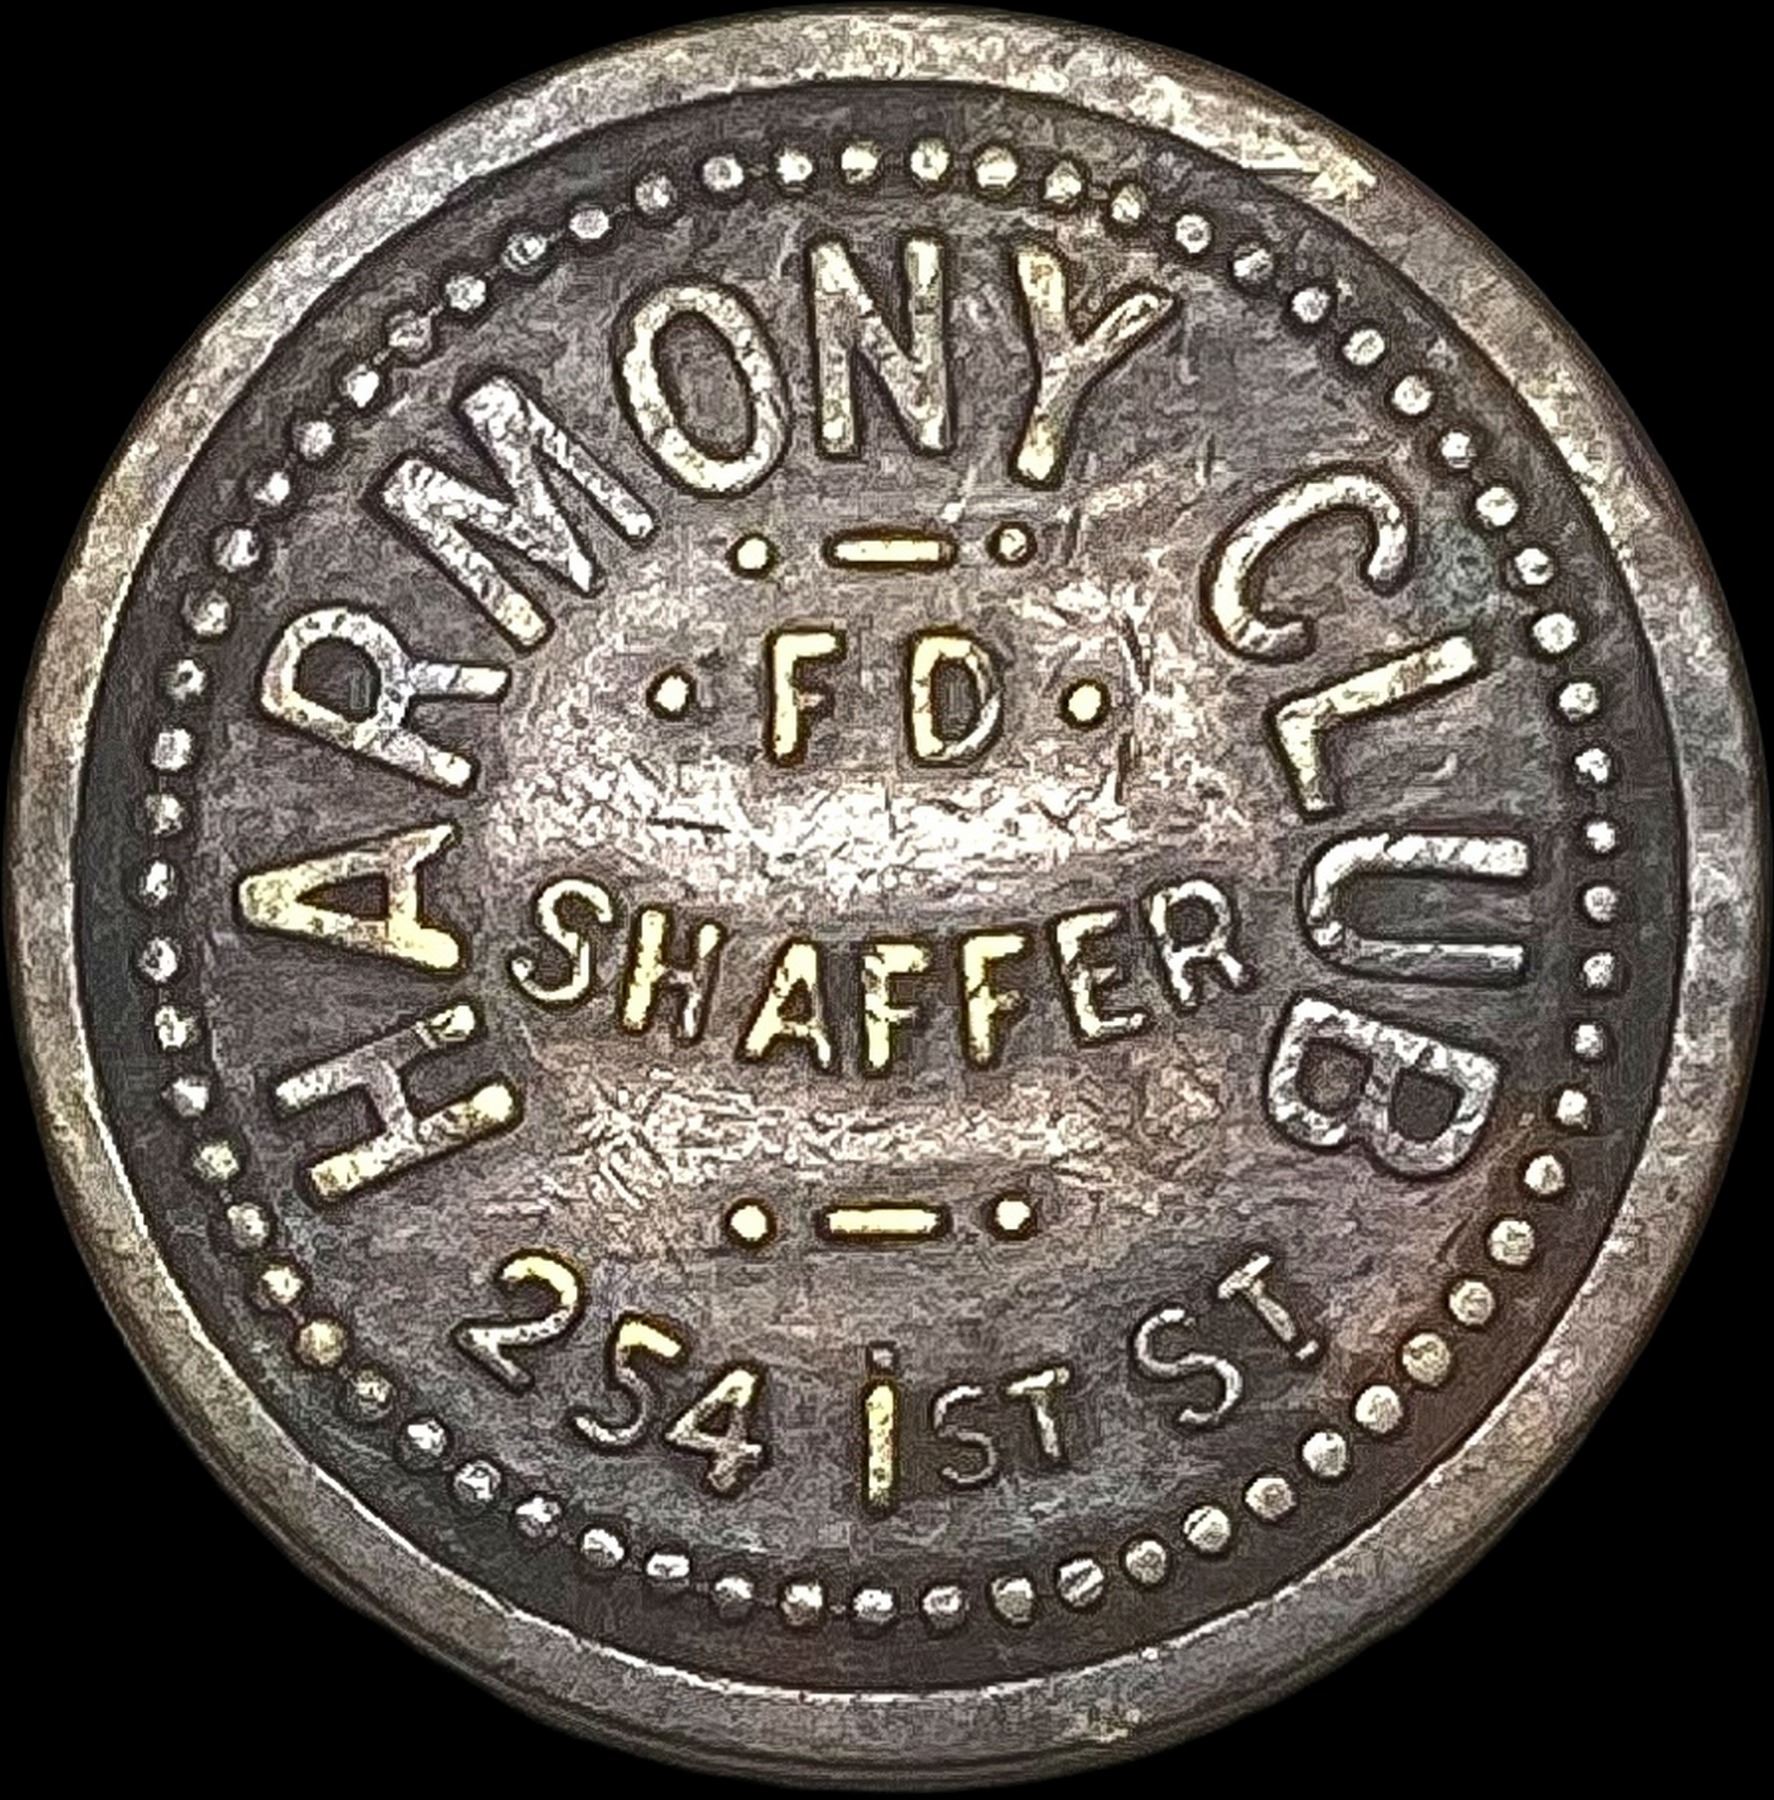 HARMONY CLUB
· F D ·
SHAFFER
254 1ST ST.